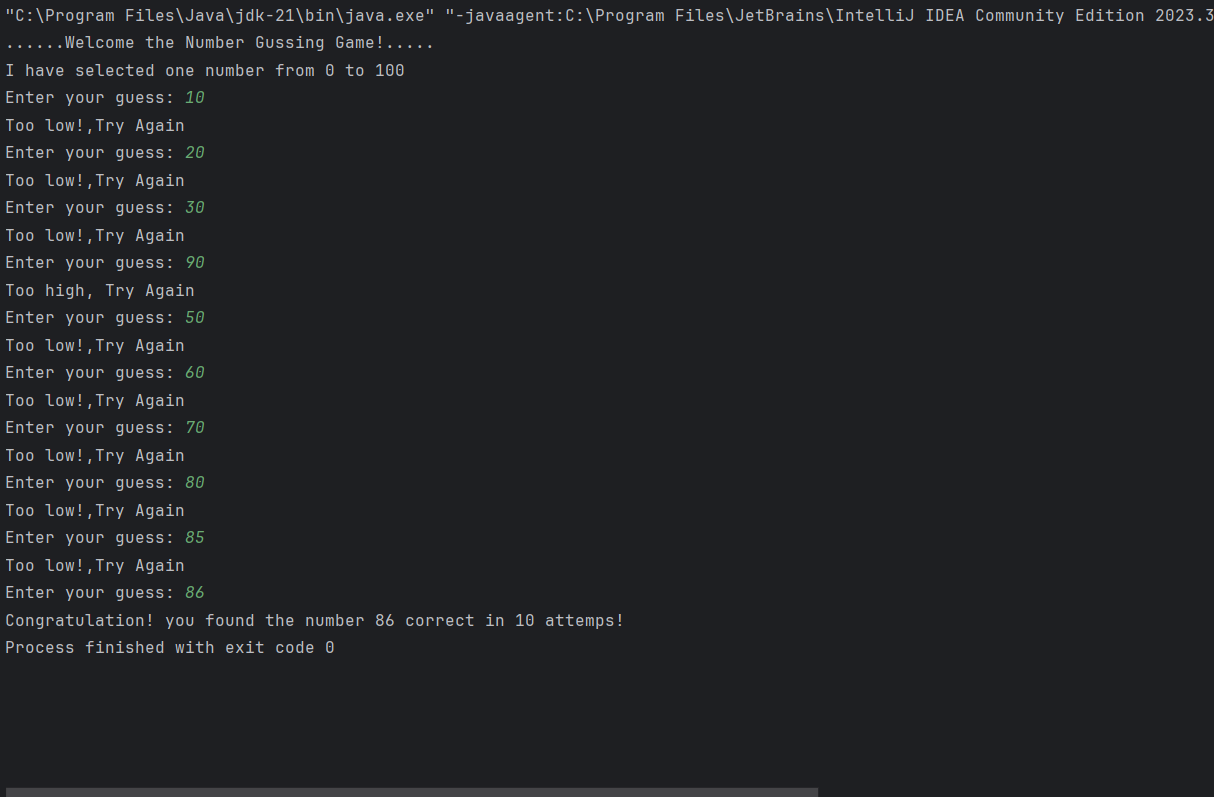 "C:\Program Files\Java\jdk-21\bin\java.exe" "-javaagent:C:\Program Files\JetBrains\IntelliJ IDEA Community Edition 2023.3
......Welcome the Number Gussing Game!.....
I have selected one number from 0 to 100
Enter your guess: 10
Too low!,Try Again
Enter your guess: 20
Too low!,Try Again
Enter your guess: 30
Too low!,Try Again
Enter your guess: 90
Too high, Try Again
Enter your guess: 50
Too low!,Try Again
Enter your guess: 60
Too low!,Try Again
Enter your guess: 70
Too low!,Try Again
Enter your guess: 80
Too low!,Try Again
Enter your guess: 85
Too low!,Try Again
Enter your guess: 86
Congratulation! you found the number 86 correct in 10 attemps!
Process finished with exit code 0